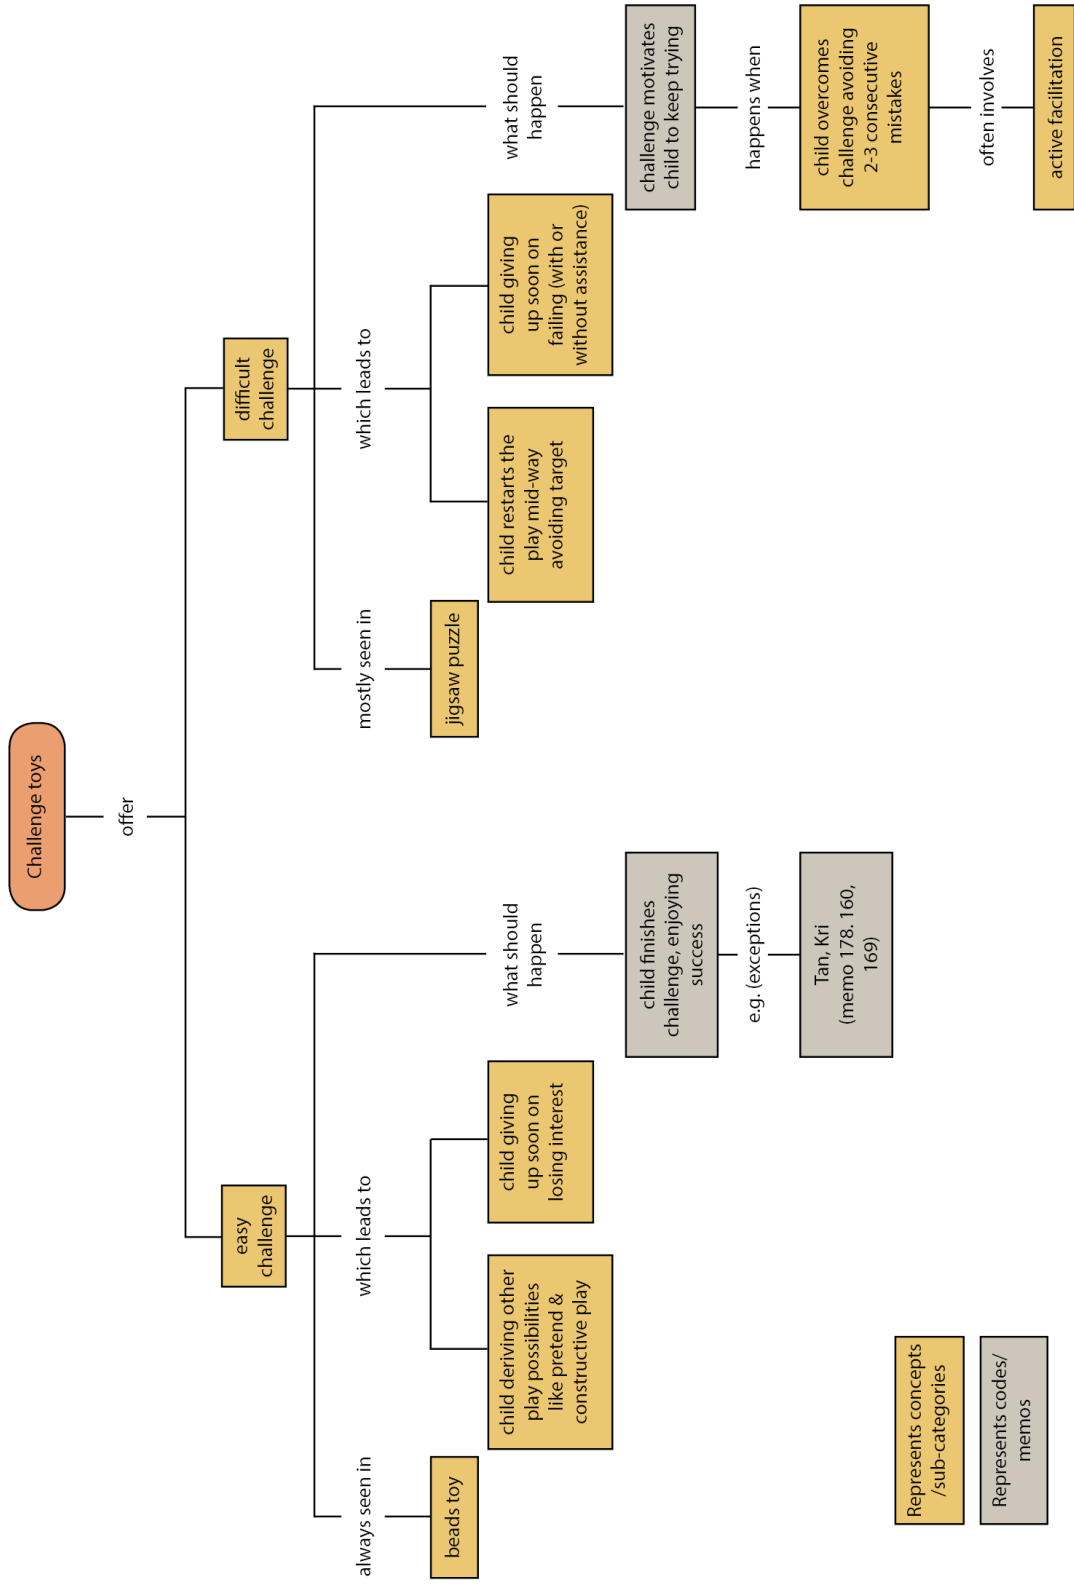 Challenge toys
offer
easy
challenge
always seen in
beads toy
which leads to
child deriving other
play possibilities
like pretend &
constructive play
child giving
up soon on
losing interest
what should
happen
child finishes
challenge, enjoying
success
e.g. (exceptions)
Tan, Kri
(memo 178. 160,
169)
difficult
challenge
mostly seen in
jigsaw puzzle
which leads to
child restarts the
play mid-way
avoiding target
child giving
up soon on
failing (with or
without assistance)
what should
happen
challenge motivates
child to keep trying
happens when
child overcomes
challenge avoiding
2-3 consecutive
mistakes
often involves
active facilitation
Represents concepts
/sub-categories
Represents codes/
memos